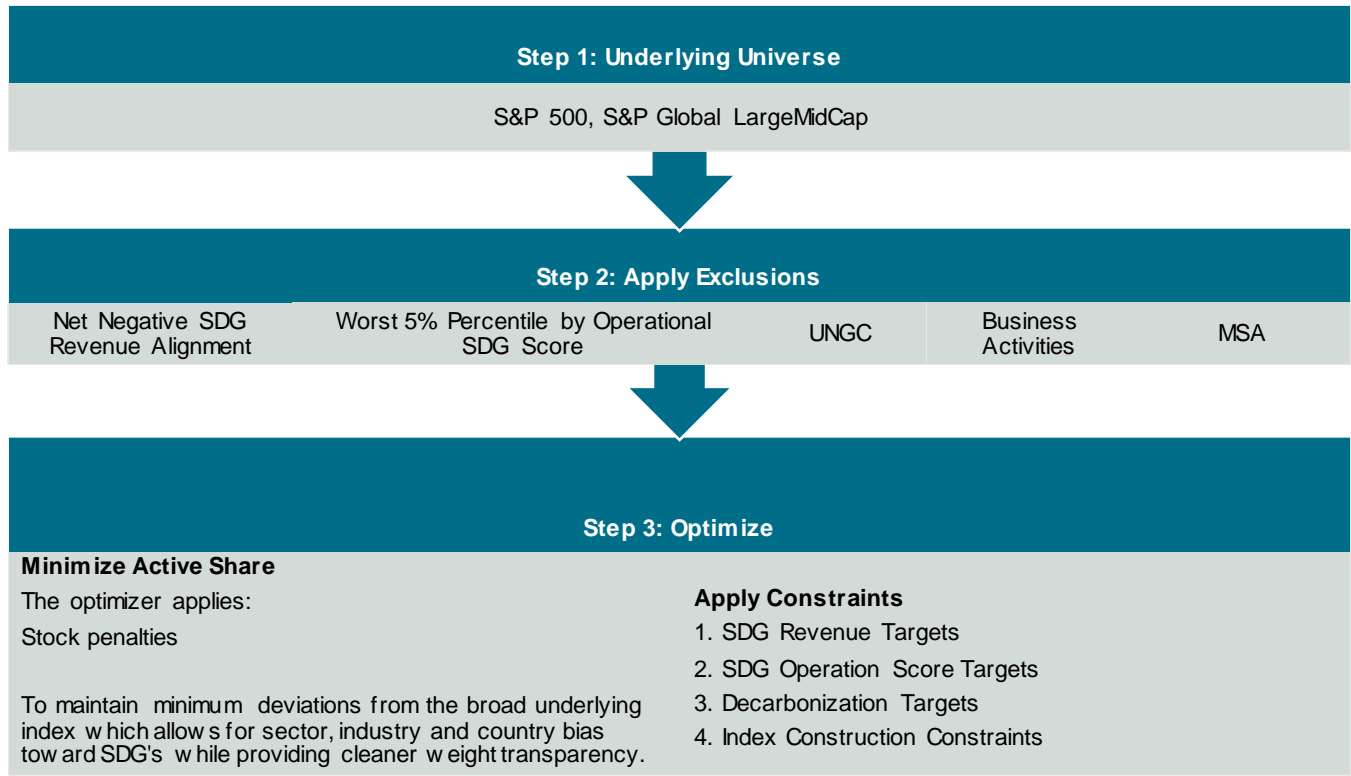 Step 1: Underlying Universe
S&P 500, S&P Global LargeMidCap
Step 2: Apply Exclusions
Net Negative SDG
Revenue Alignment
Worst 5% Percentile by Operational
SDG Score
UNGC
Business
Activities
MSA
Step 3: Optimize
Minimize Active Share
The optimizer applies:
Stock penalties
To maintain minimum deviations from the broad underlying
index which allows for sector, industry and country bias
toward SDG's while providing cleaner weight transparency.
Apply Constraints
1. SDG Revenue Targets
2. SDG Operation Score Targets
3. Decarbonization Targets
4. Index Construction Constraints